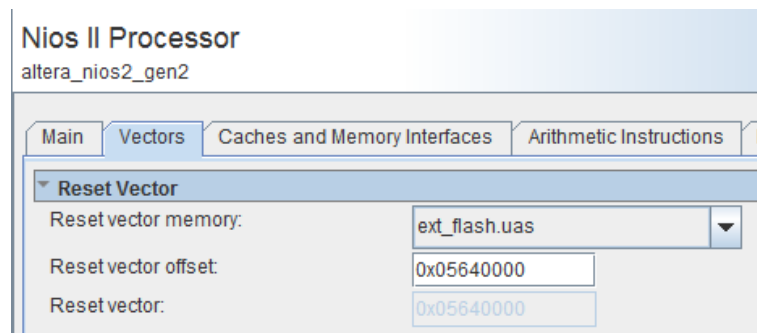 Nios II Processor
altera_nios2_gen2
Main Vectors Caches and Memory Interfaces Arithmetic Instructions
Reset Vector
Reset vector memory: ext_flash.uas
Reset vector offset: 0x05640000
Reset vector: 0x05640000